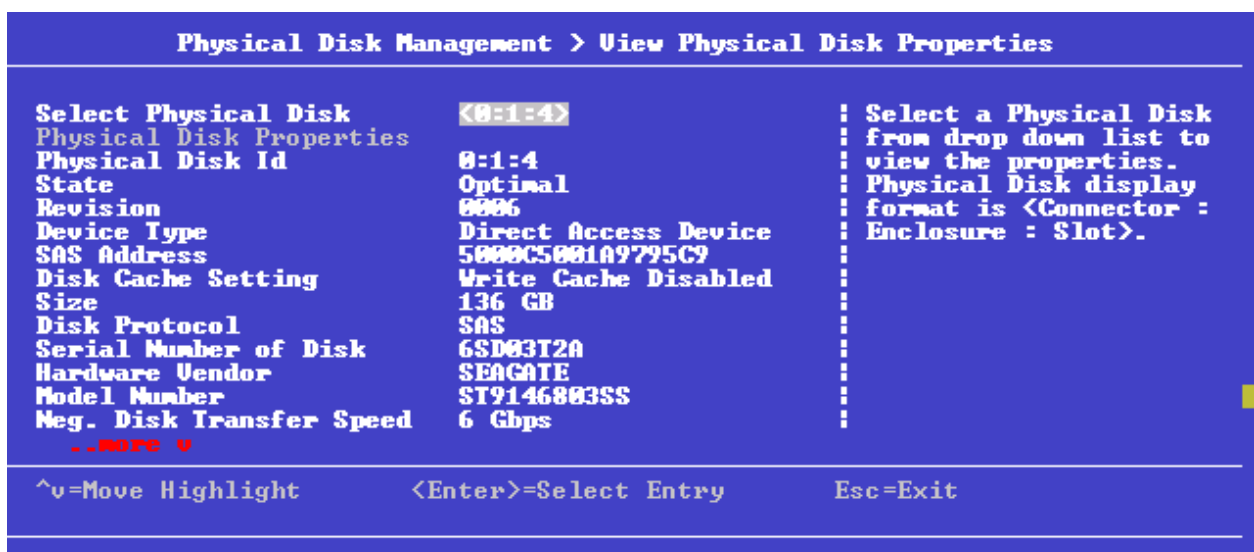 Physical Disk Management > View Physical Disk Properties
Select Physical Disk <0:1:4>
Physical Disk Properties
Physical Disk Id 0:1:4
State Optimal
Revision 0006
Device Type Direct Access Device
SAS Address 5000C5001A9795C9
Disk Cache Setting Write Cache Disabled
Size 136 GB
Disk Protocol SAS
Serial Number of Disk 6SD03T2A
Hardware Vendor SEAGATE
Model Number ST9146803SS
Neg. Disk Transfer Speed 6 Gbps
..more v
Select a Physical Disk
from drop down list to
view the properties.
Physical Disk display
format is <Connector :
Enclosure : Slot>.
^v=Move Highlight <Enter>=Select Entry Esc=Exit